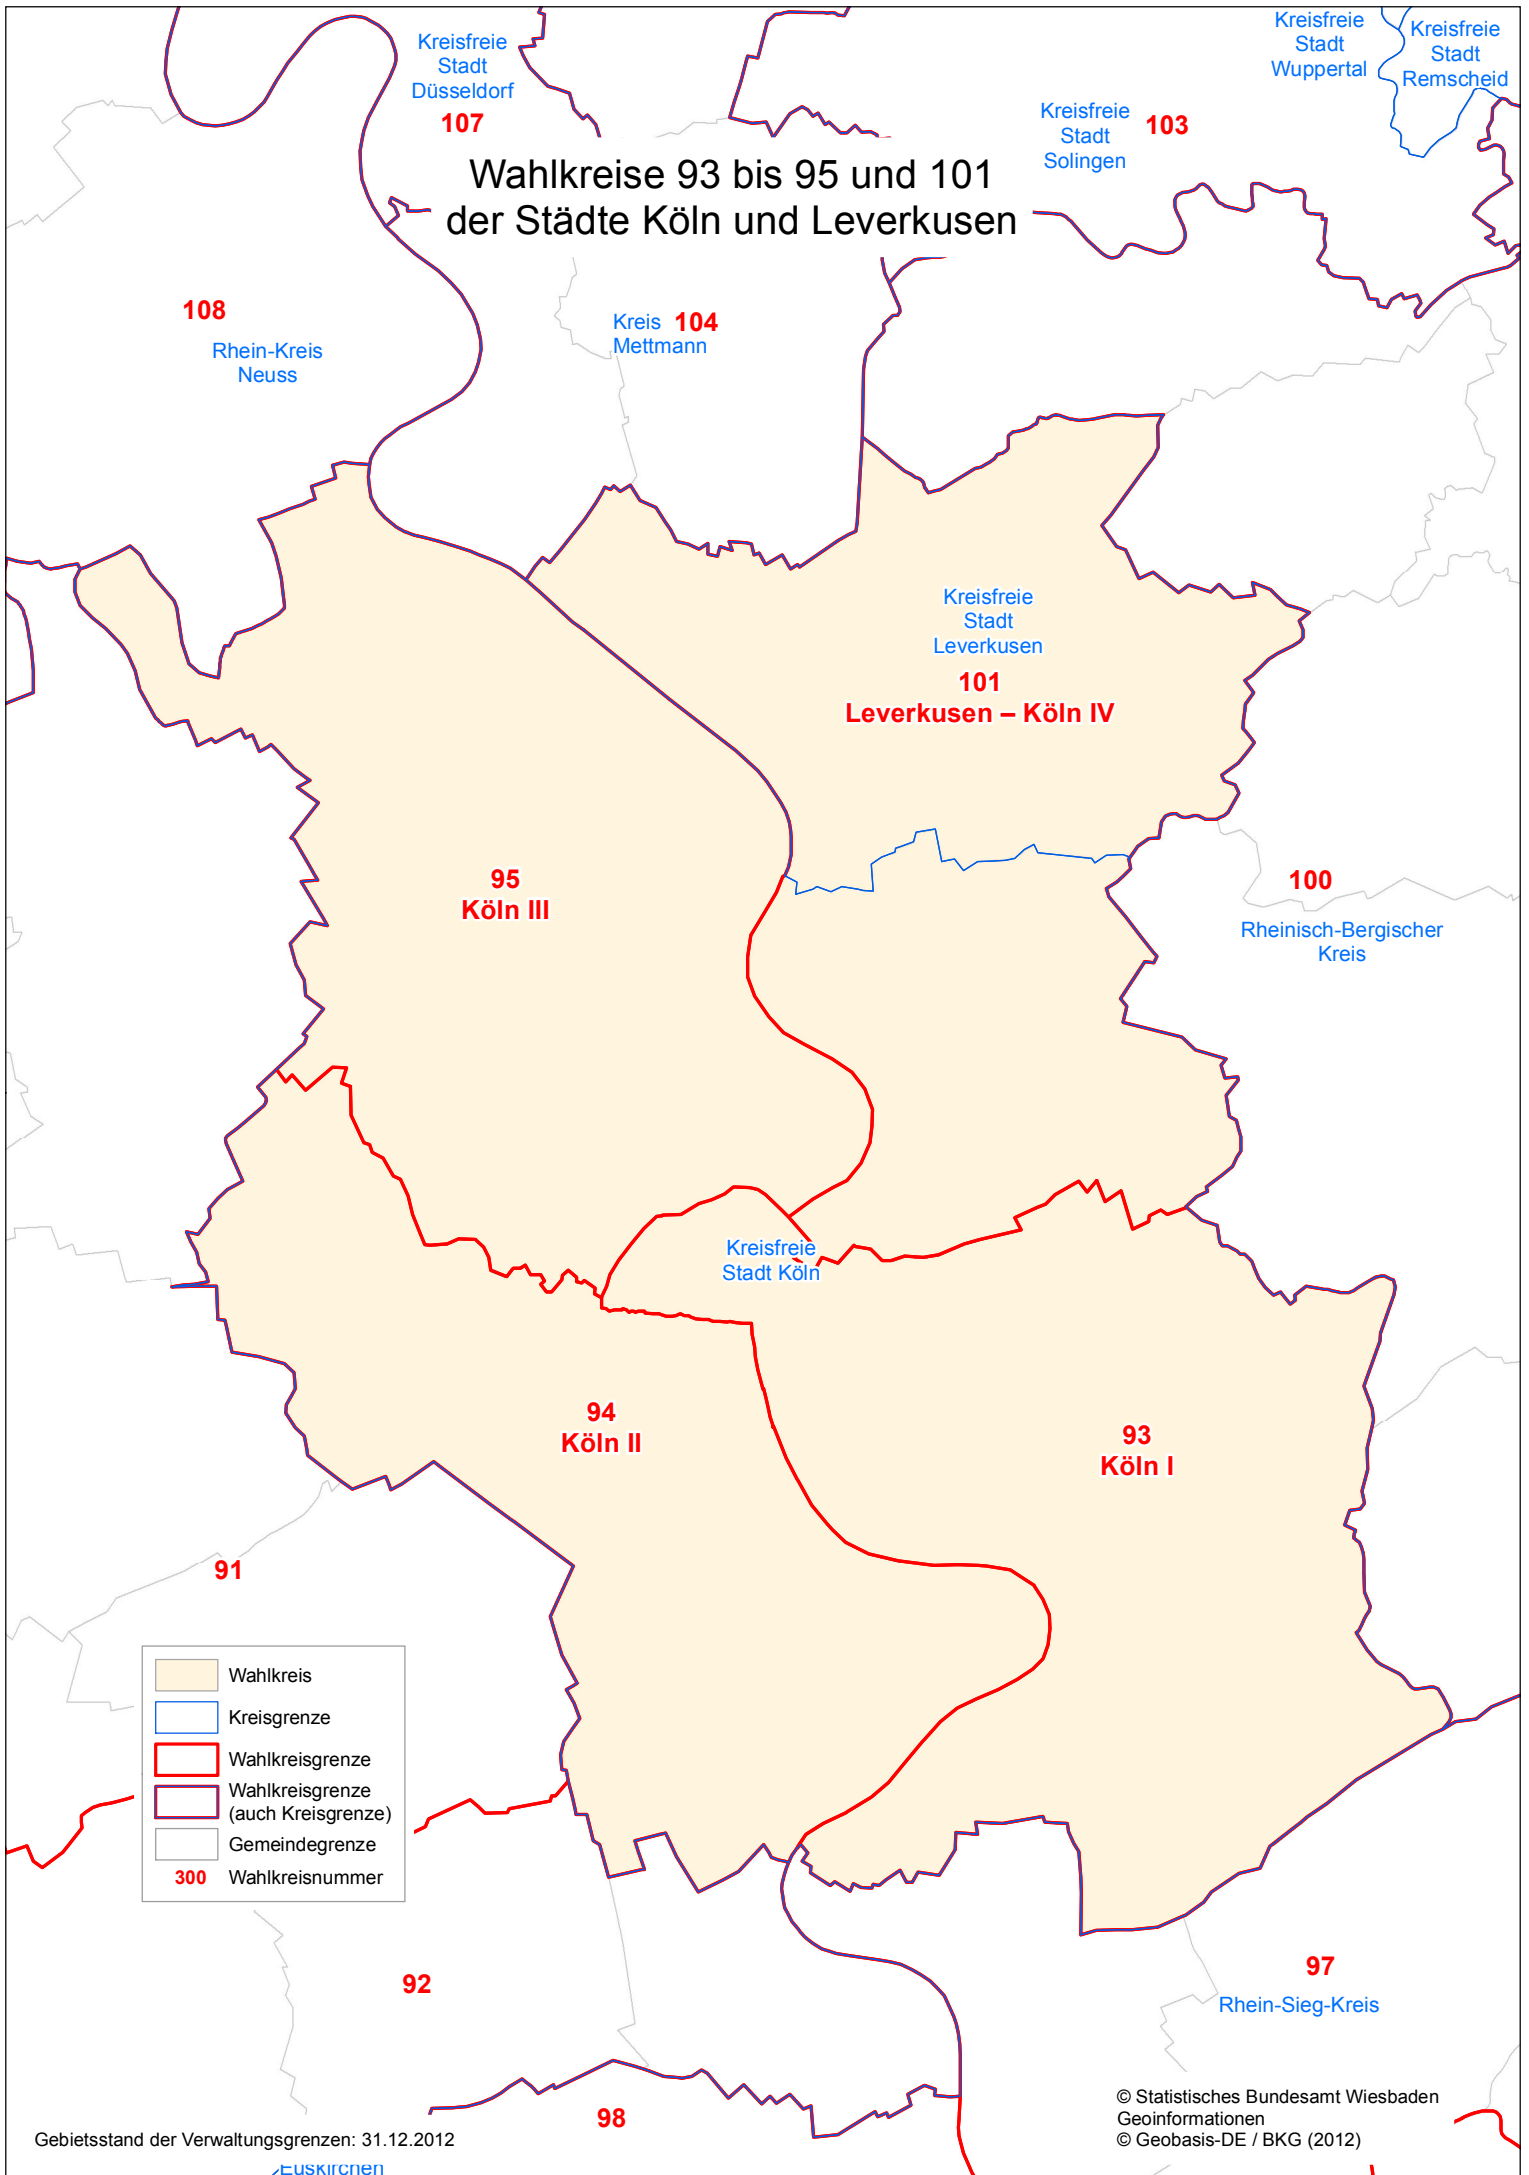 Kreisfreie
Stadt
Düsseldorf
107
Kreisfreie
Stadt
Wuppertal
Kreisfreie
Stadt
Remscheid
Kreisfreie
Stadt
Solingen
103
Wahlkreise 93 bis 95 und 101
der Städte Köln und Leverkusen
108
Rhein-Kreis
Neuss
Kreis 104
Mettmann
Kreisfreie
Stadt
Leverkusen
101
Leverkusen – Köln IV
95
Köln III
100
Rheinisch-Bergischer
Kreis
Kreisfreie
Stadt Köln
94
Köln II
93
Köln I
91
Wahlkreis
Kreisgrenze
Wahlkreisgrenze
Wahlkreisgrenze
(auch Kreisgrenze)
Gemeindegrenze
300 Wahlkreisnummer
92
97
Rhein-Sieg-Kreis
98
© Statistisches Bundesamt Wiesbaden
Geoinformationen
© Geobasis-DE / BKG (2012)
Gebietsstand der Verwaltungsgrenzen: 31.12.2012
Euskirchen